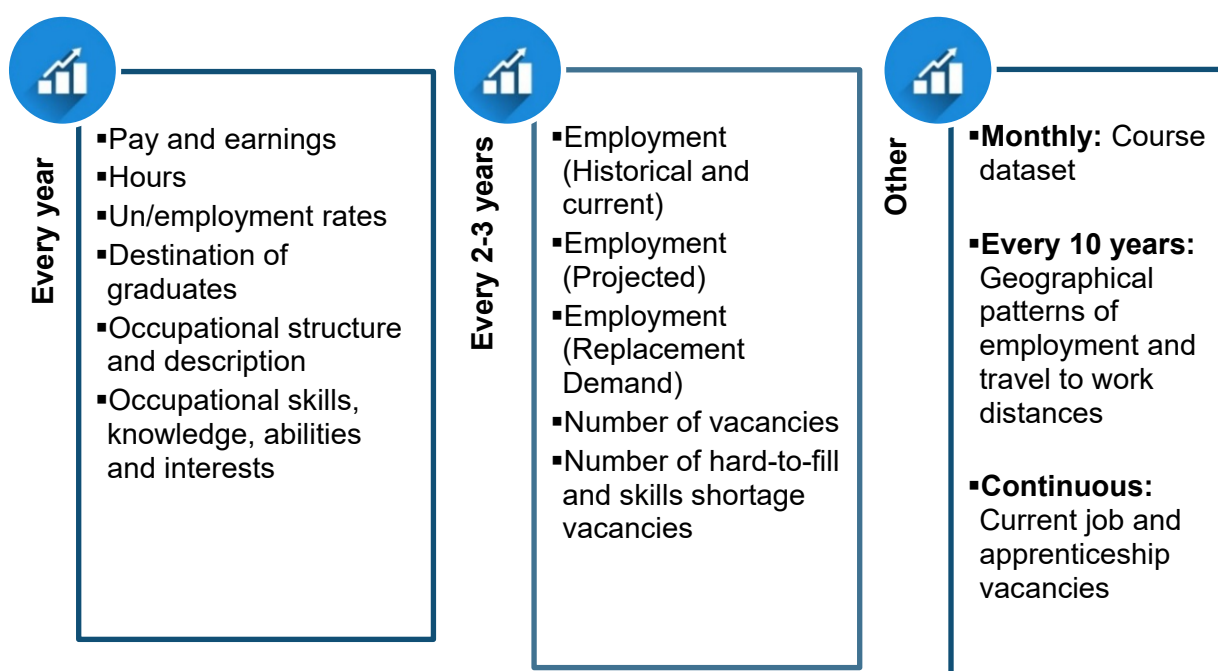 Every year
▪Pay and earnings
▪Hours
▪Un/employment rates
▪Destination of
graduates
▪Occupational structure
and description
▪Occupational skills,
knowledge, abilities
and interests
Every 2-3 years
▪Employment
(Historical and
current)
▪Employment
(Projected)
▪Employment
(Replacement
Demand)
▪Number of vacancies
▪Number of hard-to-fill
and skills shortage
vacancies
Other
▪Monthly: Course
dataset
▪Every 10 years:
Geographical
patterns of
employment and
travel to work
distances
▪Continuous:
Current job and
apprenticeship
vacancies